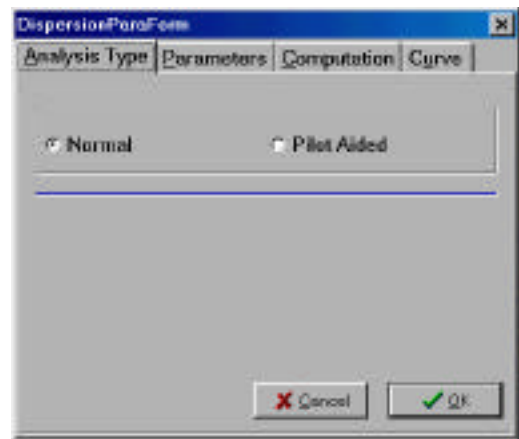 DispersionParaForm
Analysis Type Parameters Computation Curve
Normal Pilot Aided
Cancel OK